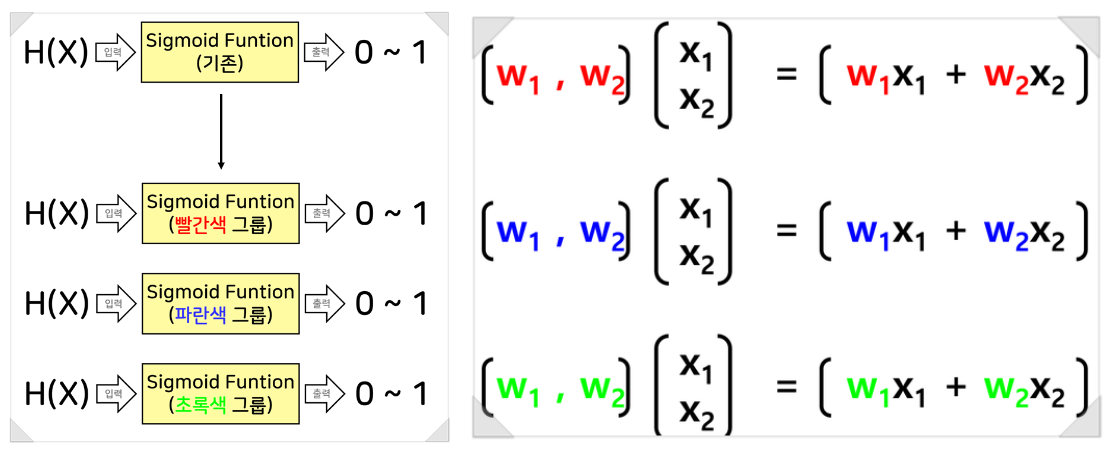 H(X) 입력 Sigmoid Funtion (기존) 출력 0 ~ 1
H(X) 입력 Sigmoid Funtion (빨간색 그룹) 출력 0 ~ 1
H(X) 입력 Sigmoid Funtion (파란색 그룹) 출력 0 ~ 1
H(X) 입력 Sigmoid Funtion (초록색 그룹) 출력 0 ~ 1
(w₁ , w₂) (x₁ x₂) = (w₁x₁ + w₂x₂)
(w₁ , w₂) (x₁ x₂) = (w₁x₁ + w₂x₂)
(w₁ , w₂) (x₁ x₂) = (w₁x₁ + w₂x₂)